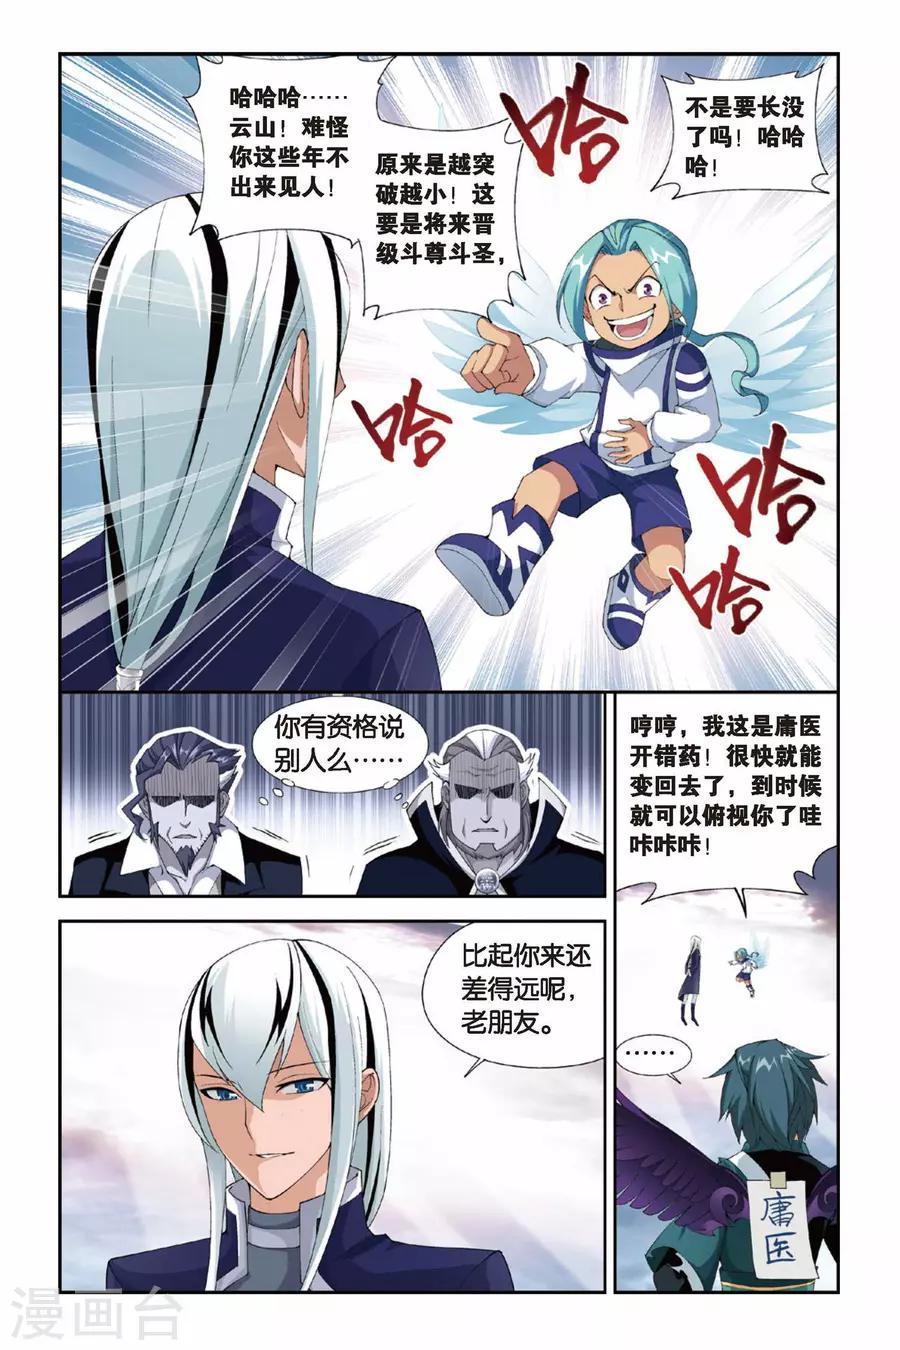 哈哈哈……
云山！难怪
你这些年不
出来见人！
原来是越突
破越小！这
要是将来晋
级斗尊斗圣，
不是要长没
了吗！哈哈
哈！
哈
哈
哈
哈
你有资格说
别人么……
哼哼，我这是庸医
开错药！很快就能
变回去了，到时候
就可以俯视你了哇
咔咔咔！
……
庸医
比起你来还
差得远呢，
老朋友。
漫画台